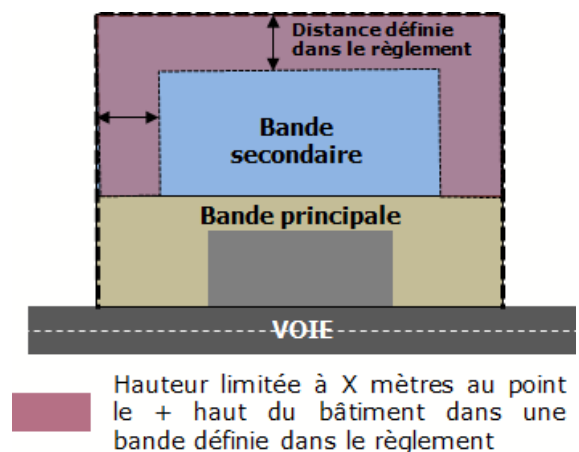 Distance définie
dans le règlement
Bande
secondaire
Bande principale
VOIE
Hauteur limitée à X mètres au point
le + haut du bâtiment dans une
bande définie dans le règlement